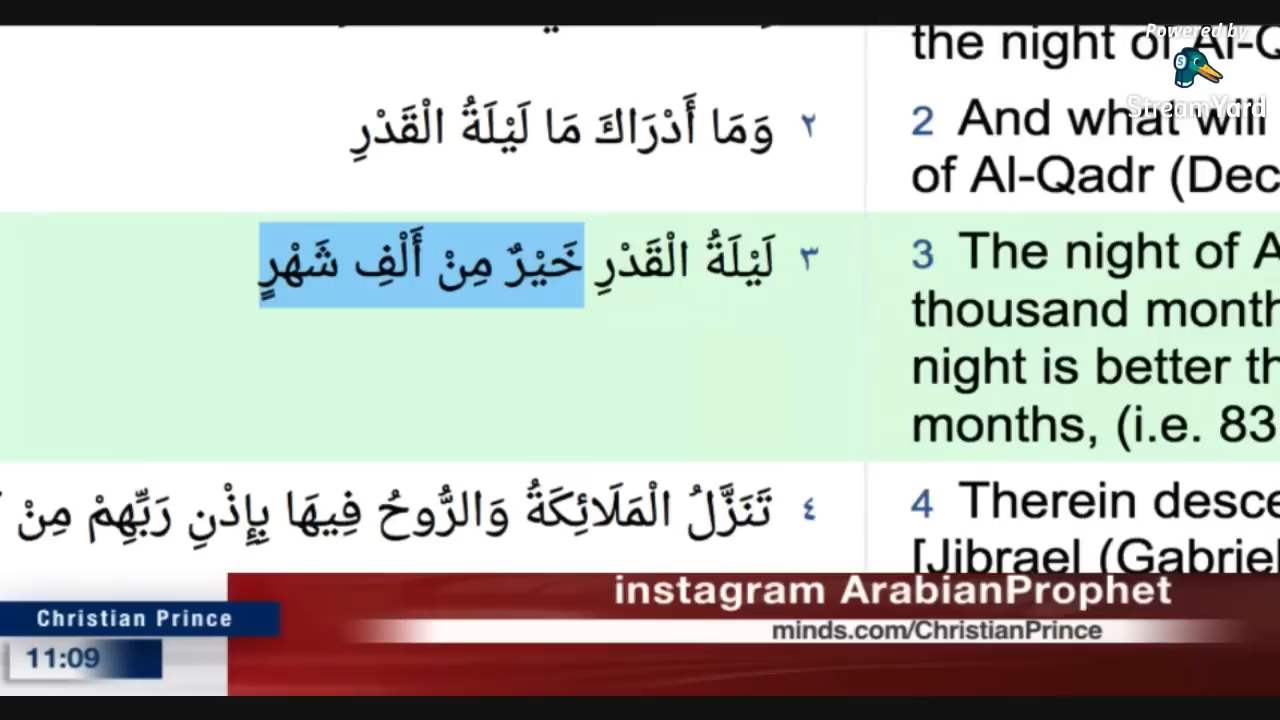 Powered by
StreamYard
the night of Al-Q
٢ وَمَا أَدْرَاكَ مَا لَيْلَةُ الْقَدْرِ
2 And what will
of Al-Qadr (Dec
٣ لَيْلَةُ الْقَدْرِ خَيْرٌ مِنْ أَلْفِ شَهْرٍ
3 The night of A
thousand month
night is better th
months, (i.e. 83
٤ تَنَزَّلُ الْمَلَائِكَةُ وَالرُّوحُ فِيهَا بِإِذْنِ رَبِّهِمْ مِنْ
4 Therein desce
[Jibrael (Gabriel
instagram ArabianProphet
minds.com/ChristianPrince
Christian Prince
11:09